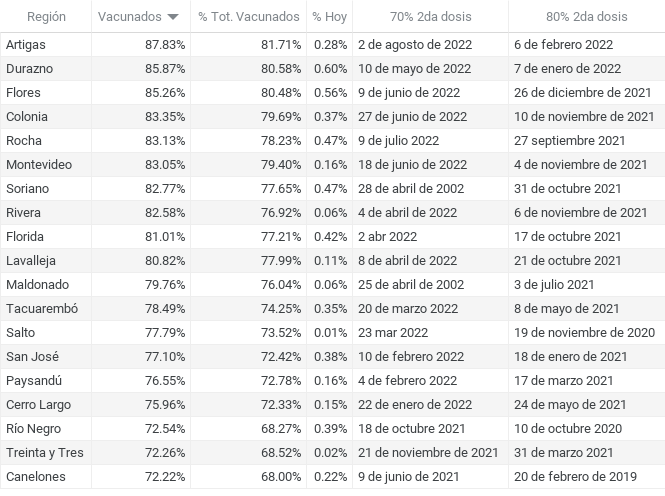 Región Vacunados % Tot. Vacunados % Hoy 70% 2da dosis 80% 2da dosis
Artigas 87.83% 81.71% 0.28% 2 de agosto de 2022 6 de febrero 2022
Durazno 85.87% 80.58% 0.60% 10 de mayo de 2022 7 de enero de 2022
Flores 85.26% 80.48% 0.56% 9 de junio de 2022 26 de diciembre de 2021
Colonia 83.35% 79.69% 0.37% 27 de junio de 2022 10 de noviembre de 2021
Rocha 83.13% 78.23% 0.47% 9 de julio 2022 27 septiembre 2021
Montevideo 83.05% 79.40% 0.16% 18 de junio de 2022 4 de noviembre de 2021
Soriano 82.77% 77.65% 0.47% 28 de abril de 2002 31 de octubre 2021
Rivera 82.58% 76.92% 0.06% 4 de abril de 2022 6 de noviembre de 2021
Florida 81.01% 77.21% 0.42% 2 abr 2022 17 de octubre 2021
Lavalleja 80.82% 77.99% 0.11% 8 de abril de 2022 21 de octubre 2021
Maldonado 79.76% 76.04% 0.06% 25 de abril de 2002 3 de julio 2021
Tacuarembó 78.49% 74.25% 0.35% 20 de marzo 2022 8 de mayo de 2021
Salto 77.79% 73.52% 0.01% 23 mar 2022 19 de noviembre de 2020
San José 77.10% 72.42% 0.38% 10 de febrero 2022 18 de enero de 2021
Paysandú 76.55% 72.78% 0.16% 4 de febrero 2022 17 de marzo 2021
Cerro Largo 75.96% 72.33% 0.15% 22 de enero de 2022 24 de mayo de 2021
Río Negro 72.54% 68.27% 0.39% 18 de octubre 2021 10 de octubre 2020
Treinta y Tres 72.26% 68.52% 0.02% 21 de noviembre de 2021 31 de marzo 2021
Canelones 72.22% 68.00% 0.22% 9 de junio de 2021 20 de febrero de 2019